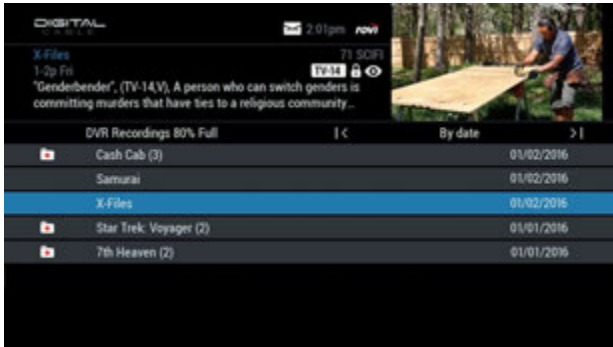 DIGITAL
CABLE
2:01pm rovi
X-Files 71 SCIFI
1-2p Fri TV-14
"Genderbender", (TV-14,V), A person who can switch genders is
committing murders that have ties to a religious community...
DVR Recordings 80% Full |< By date >|
Cash Cab (3) 01/02/2016
Samurai 01/02/2016
X-Files 01/02/2016
Star Trek: Voyager (2) 01/01/2016
7th Heaven (2) 01/01/2016